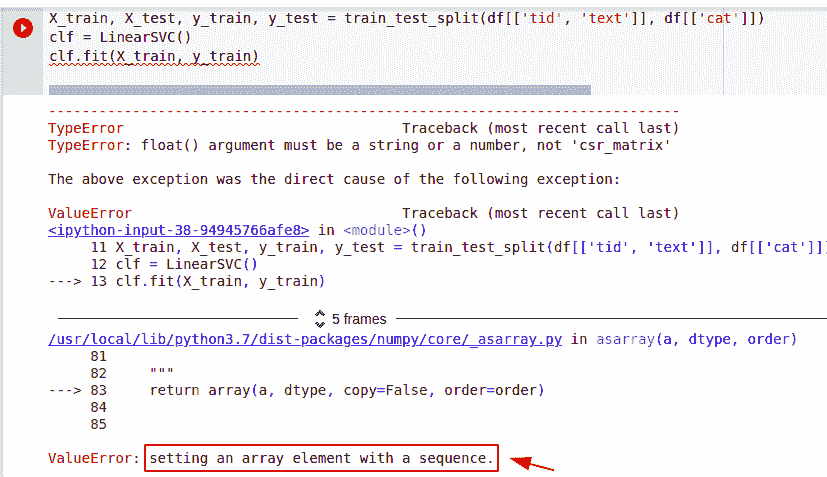 X_train, X_test, y_train, y_test = train_test_split(df[['tid', 'text']], df[['cat']])
clf = LinearSVC()
clf.fit(X_train, y_train)
---------------------------------------------------------------------------
TypeError                                 Traceback (most recent call last)
TypeError: float() argument must be a string or a number, not 'csr_matrix'
The above exception was the direct cause of the following exception:
ValueError                                Traceback (most recent call last)
<ipython-input-38-94945766afe8> in <module>()
     11 X_train, X_test, y_train, y_test = train_test_split(df[['tid', 'text']], df[['cat']]
     12 clf = LinearSVC()
---> 13 clf.fit(X_train, y_train)
5 frames
/usr/local/lib/python3.7/dist-packages/numpy/core/_asarray.py in asarray(a, dtype, order)
     81
     82     """
---> 83     return array(a, dtype, copy=False, order=order)
     84
     85
ValueError: setting an array element with a sequence.